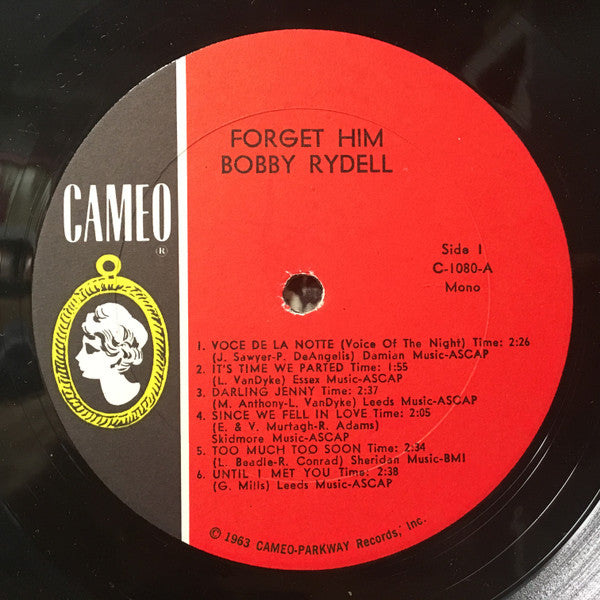 FORGET HIM
BOBBY RYDELL
CAMEO
®
Side 1
C-1080-A
Mono
1. VOCE DE LA NOTTE (Voice Of The Night) Time: 2:26
(J. Sawyer-P. DeAngelis) Damian Music-ASCAP
2. IT'S TIME WE PARTED Time: 1:55
(L. VanDyke) Essex Music-ASCAP
3. DARLING JENNY Time: 2:37
(M. Anthony-L. VanDyke) Leeds Music-ASCAP
4. SINCE WE FELL IN LOVE Time: 2:05
(E. & V. Murtagh-R. Adams)
Skidmore Music-ASCAP
5. TOO MUCH TOO SOON Time: 2:34
(L. Beadle-R. Conrad) Sheridan Music-BMI
6. UNTIL I MET YOU Time: 2:38
(G. Mills) Leeds Music-ASCAP
© 1963 CAMEO-PARKWAY Records, Inc.